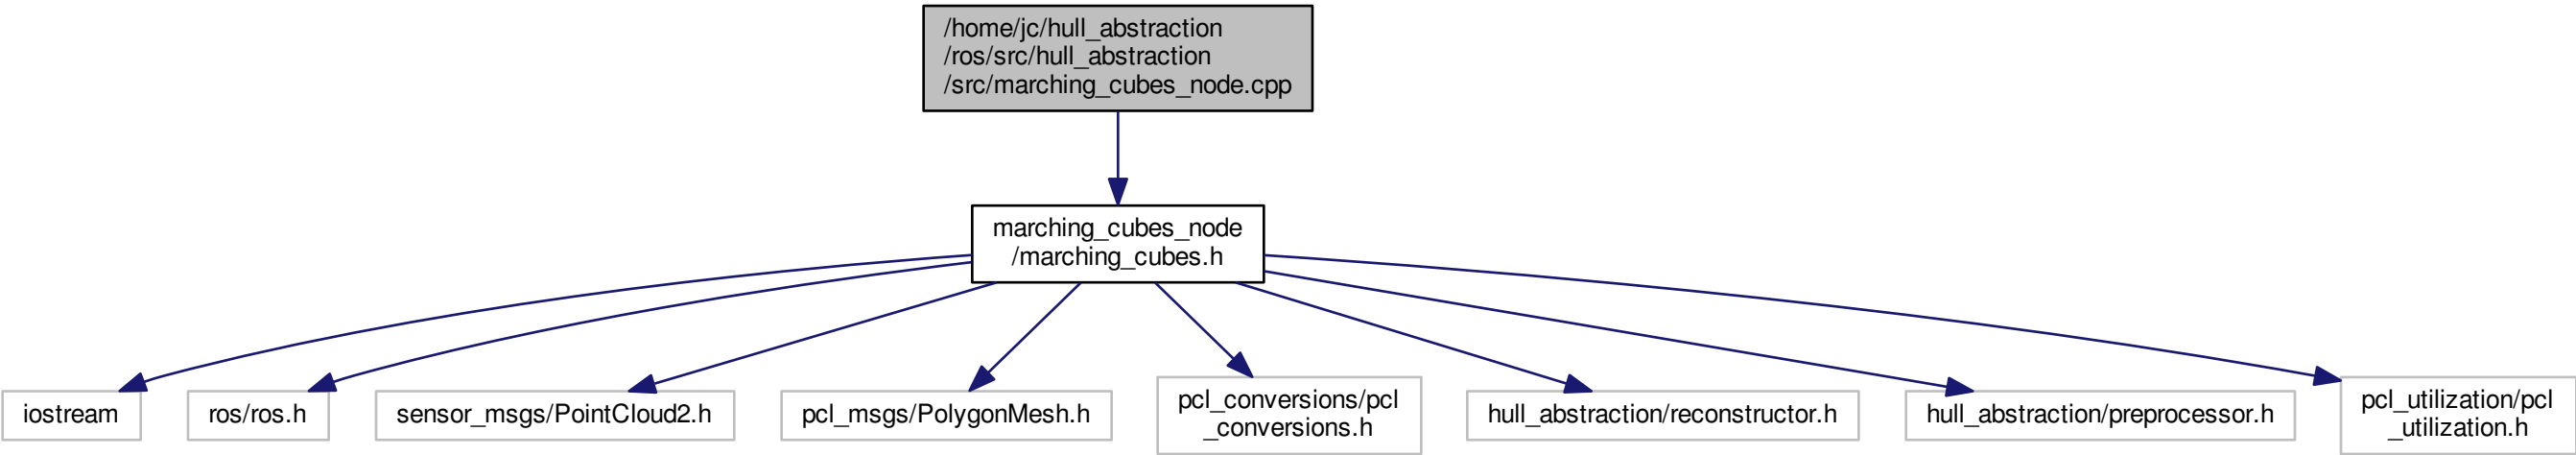 /home/jc/hull_abstraction
/ros/src/hull_abstraction
/src/marching_cubes_node.cpp
marching_cubes_node
/marching_cubes.h
iostream
ros/ros.h
sensor_msgs/PointCloud2.h
pcl_msgs/PolygonMesh.h
pcl_conversions/pcl
_conversions.h
hull_abstraction/reconstructor.h
hull_abstraction/preprocessor.h
pcl_utilization/pcl
_utilization.h